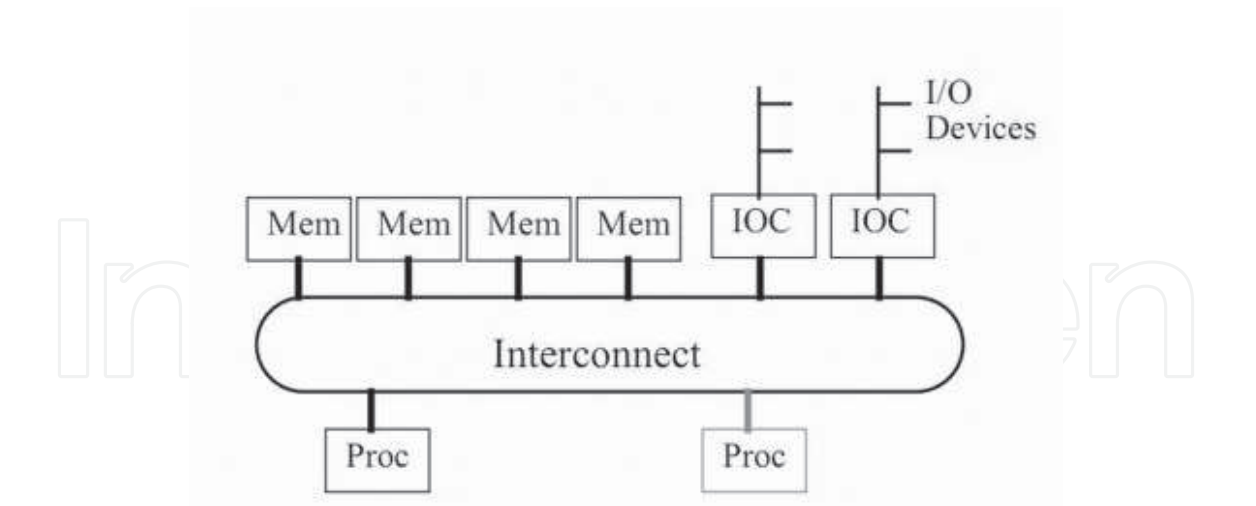 I/O
Devices
Mem Mem Mem Mem IOC IOC
Interconnect
Proc Proc